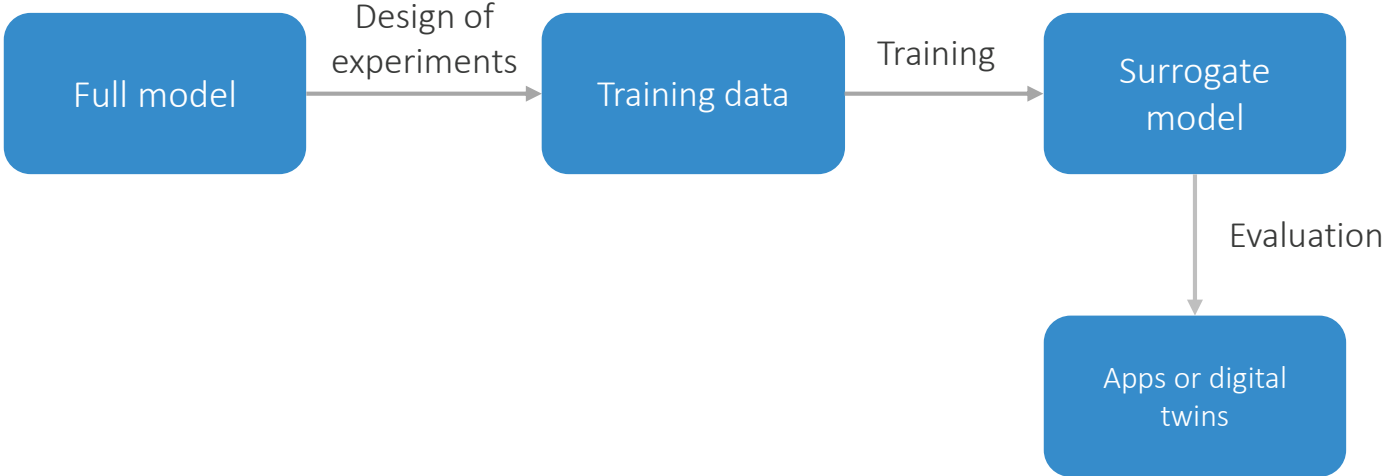 Design of
experiments
Full model
Training data
Training
Surrogate
model
Evaluation
Apps or digital
twins